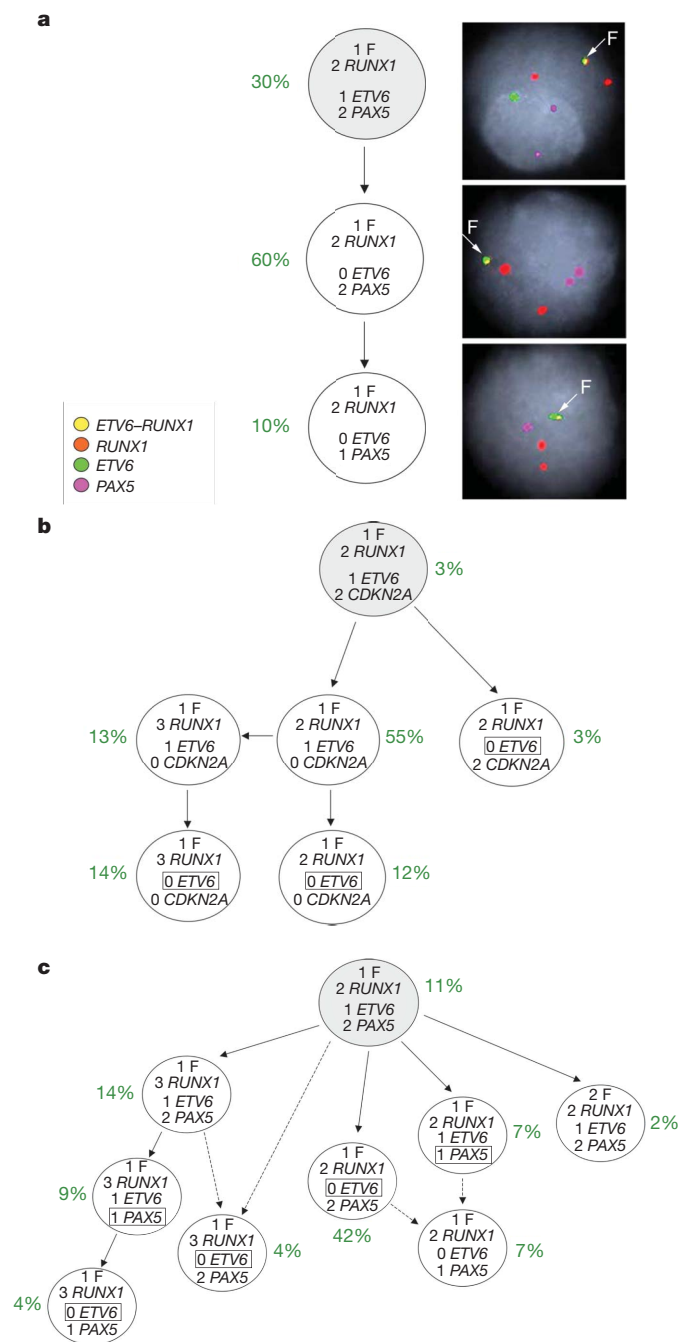 a
1 F
2 RUNX1
1 ETV6
2 PAX5
30%
F
1 F
2 RUNX1
0 ETV6
2 PAX5
60%
F
1 F
2 RUNX1
0 ETV6
1 PAX5
10%
F
ETV6–RUNX1
RUNX1
ETV6
PAX5
b
1 F
2 RUNX1
1 ETV6
2 CDKN2A
3%
13%
1 F
3 RUNX1
1 ETV6
0 CDKN2A
1 F
2 RUNX1
1 ETV6
0 CDKN2A
55%
1 F
2 RUNX1
0 ETV6
2 CDKN2A
3%
14%
1 F
3 RUNX1
0 ETV6
0 CDKN2A
1 F
2 RUNX1
0 ETV6
0 CDKN2A
12%
c
1 F
2 RUNX1
1 ETV6
2 PAX5
11%
14%
1 F
3 RUNX1
1 ETV6
2 PAX5
1 F
2 RUNX1
0 ETV6
2 PAX5
42%
1 F
2 RUNX1
1 ETV6
1 PAX5
7%
2 F
2 RUNX1
1 ETV6
2 PAX5
2%
9%
1 F
3 RUNX1
1 ETV6
1 PAX5
1 F
3 RUNX1
0 ETV6
2 PAX5
4%
1 F
2 RUNX1
0 ETV6
1 PAX5
7%
4%
1 F
3 RUNX1
0 ETV6
1 PAX5